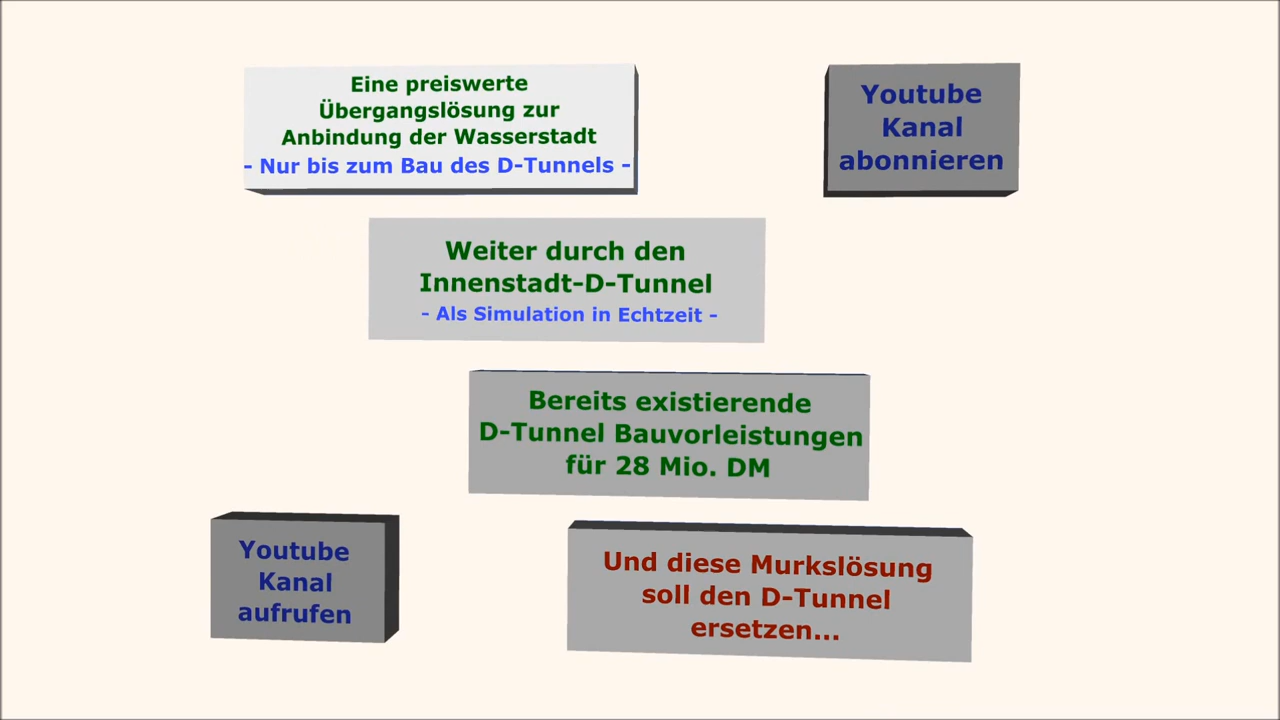 Eine preiswerte
Übergangslösung zur
Anbindung der Wasserstadt
- Nur bis zum Bau des D-Tunnels -
Youtube
Kanal
abonnieren
Weiter durch den
Innenstadt-D-Tunnel
- Als Simulation in Echtzeit -
Bereits existierende
D-Tunnel Bauvorleistungen
für 28 Mio. DM
Youtube
Kanal
aufrufen
Und diese Murkslösung
soll den D-Tunnel
ersetzen...